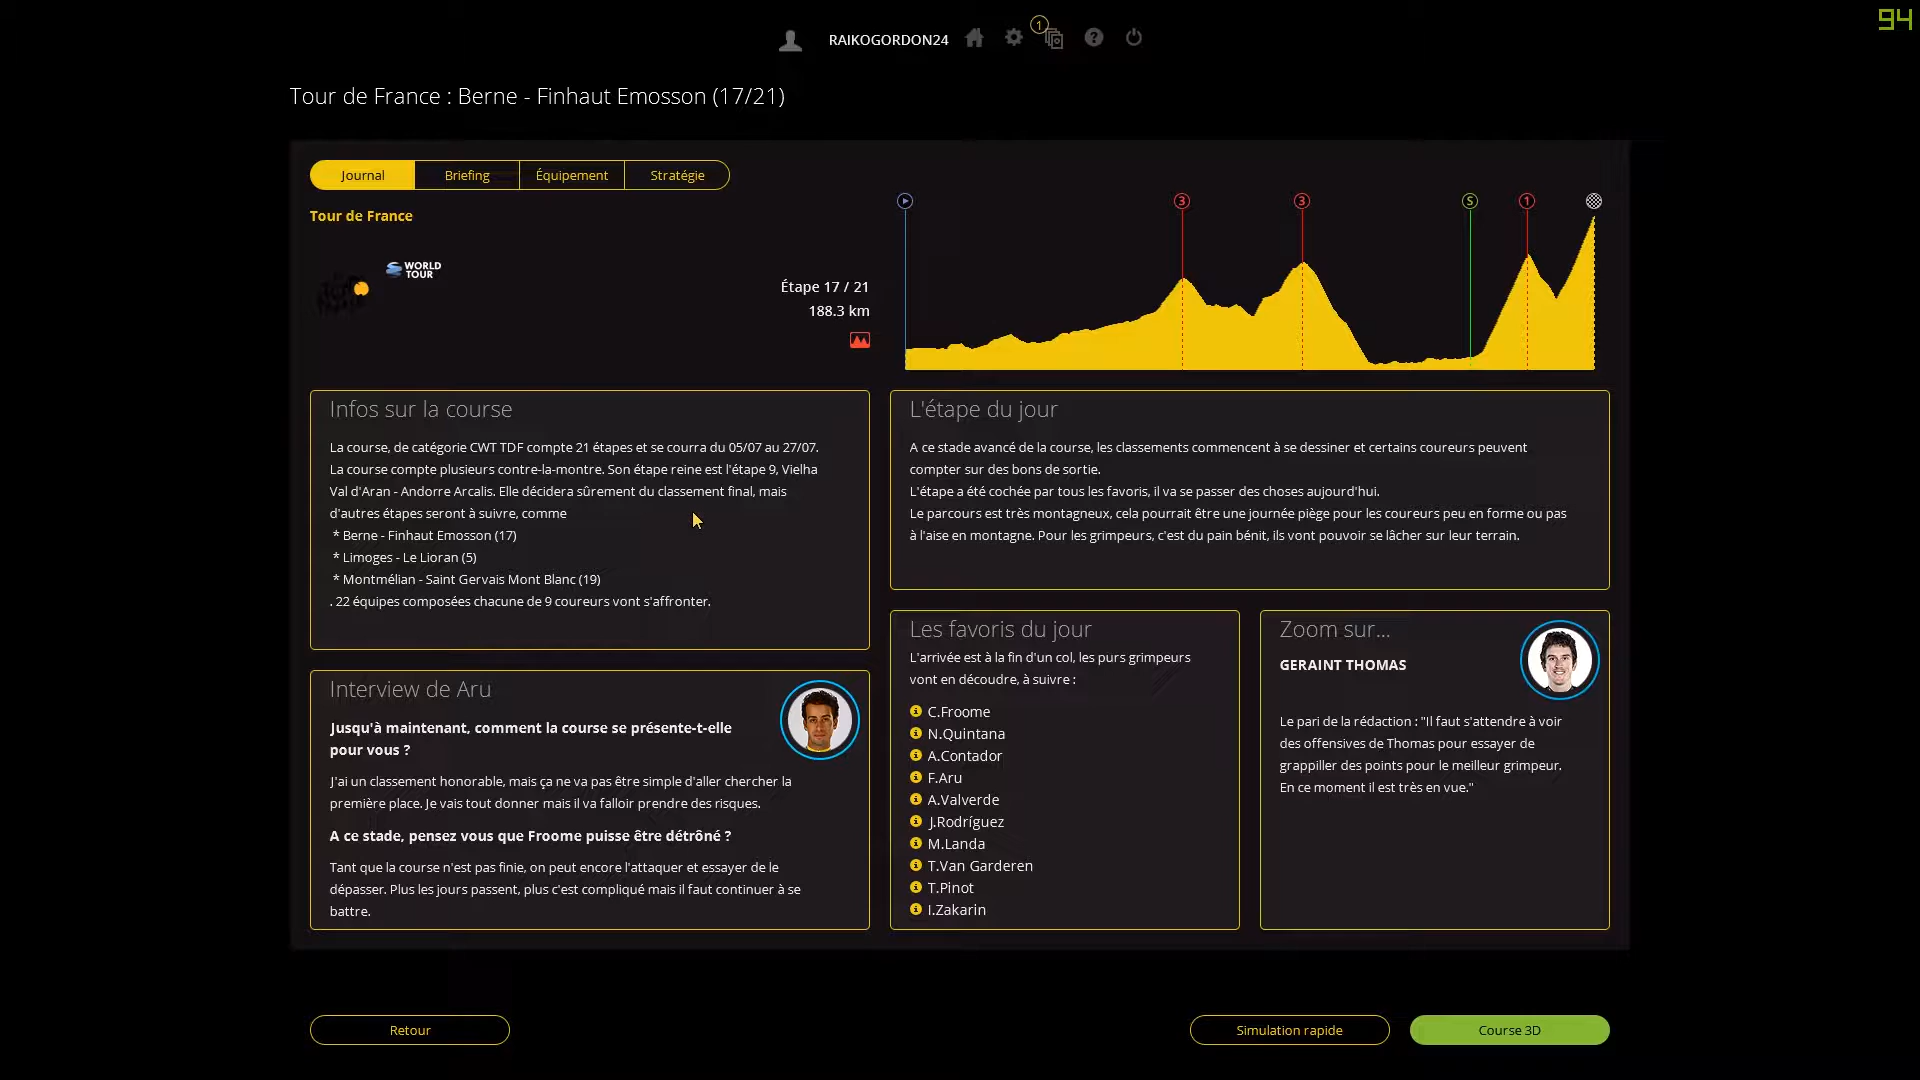 94
1
RAIKOGORDON24
Tour de France : Berne - Finhaut Emosson (17/21)
Journal
Briefing
Équipement
Stratégie
Tour de France
WORLD
TOUR
Étape 17 / 21
188.3 km
3
3
S
1
Infos sur la course
La course, de catégorie CWT TDF compte 21 étapes et se courra du 05/07 au 27/07.
La course compte plusieurs contre-la-montre. Son étape reine est l'étape 9, Vielha
Val d'Aran - Andorre Arcalis. Elle décidera sûrement du classement final, mais
d'autres étapes seront à suivre, comme
* Berne - Finhaut Emosson (17)
* Limoges - Le Lioran (5)
* Montmélian - Saint Gervais Mont Blanc (19)
. 22 équipes composées chacune de 9 coureurs vont s'affronter.
L'étape du jour
A ce stade avancé de la course, les classements commencent à se dessiner et certains coureurs peuvent
compter sur des bons de sortie.
L'étape a été cochée par tous les favoris, il va se passer des choses aujourd'hui.
Le parcours est très montagneux, cela pourrait être une journée piège pour les coureurs peu en forme ou pas
à l'aise en montagne. Pour les grimpeurs, c'est du pain bénit, ils vont pouvoir se lâcher sur leur terrain.
Interview de Aru
Jusqu'à maintenant, comment la course se présente-t-elle
pour vous ?
J'ai un classement honorable, mais ça ne va pas être simple d'aller chercher la
première place. Je vais tout donner mais il va falloir prendre des risques.
A ce stade, pensez vous que Froome puisse être détrôné ?
Tant que la course n'est pas finie, on peut encore l'attaquer et essayer de le
dépasser. Plus les jours passent, plus c'est compliqué mais il faut continuer à se
battre.
Les favoris du jour
L'arrivée est à la fin d'un col, les purs grimpeurs
vont en découdre, à suivre :
C.Froome
N.Quintana
A.Contador
F.Aru
A.Valverde
J.Rodríguez
M.Landa
T.Van Garderen
T.Pinot
I.Zakarin
Zoom sur...
GERAINT THOMAS
Le pari de la rédaction : "Il faut s'attendre à voir
des offensives de Thomas pour essayer de
grappiller des points pour le meilleur grimpeur.
En ce moment il est très en vue."
Retour
Simulation rapide
Course 3D